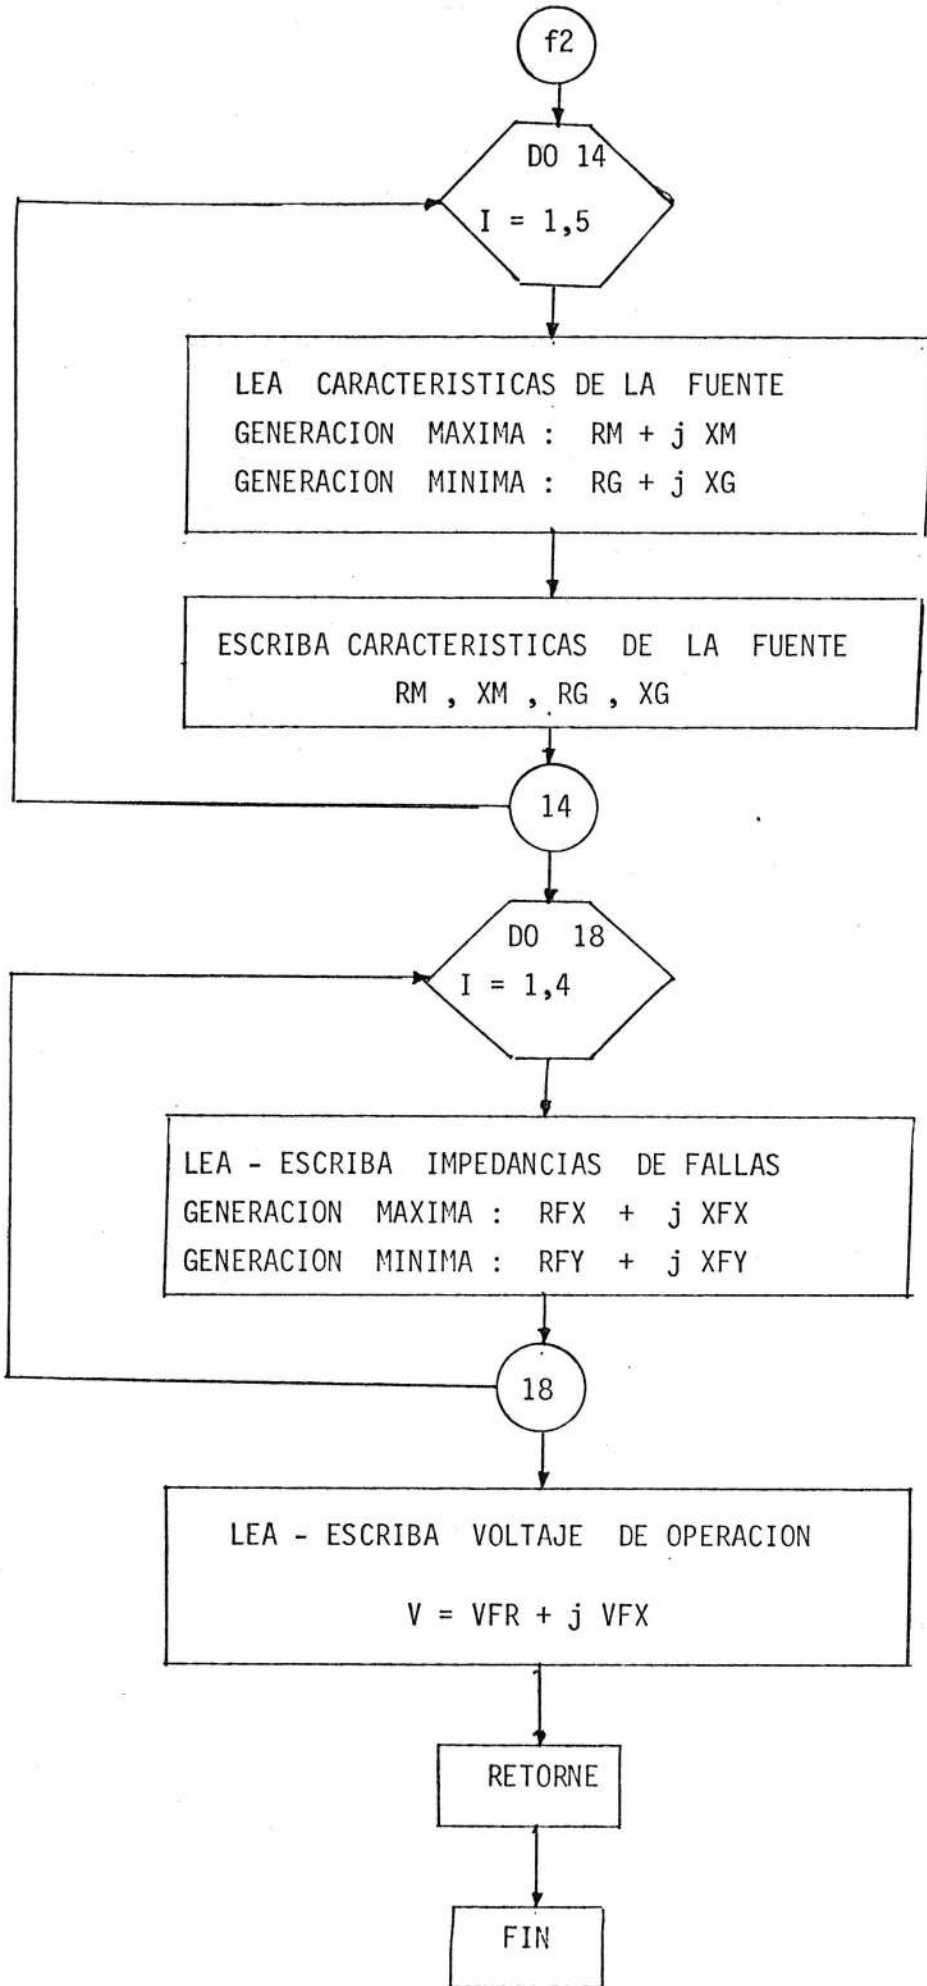 f2
DO 14
I = 1,5
LEA CARACTERISTICAS DE LA FUENTE
GENERACION MAXIMA : RM + j XM
GENERACION MINIMA : RG + j XG
ESCRIBA CARACTERISTICAS DE LA FUENTE
RM , XM , RG , XG
14
DO 18
I = 1,4
LEA - ESCRIBA IMPEDANCIAS DE FALLAS
GENERACION MAXIMA : RFX + j XFX
GENERACION MINIMA : RFY + j XFY
18
LEA - ESCRIBA VOLTAJE DE OPERACION
V = VFR + j VFX
RETORNE
FIN